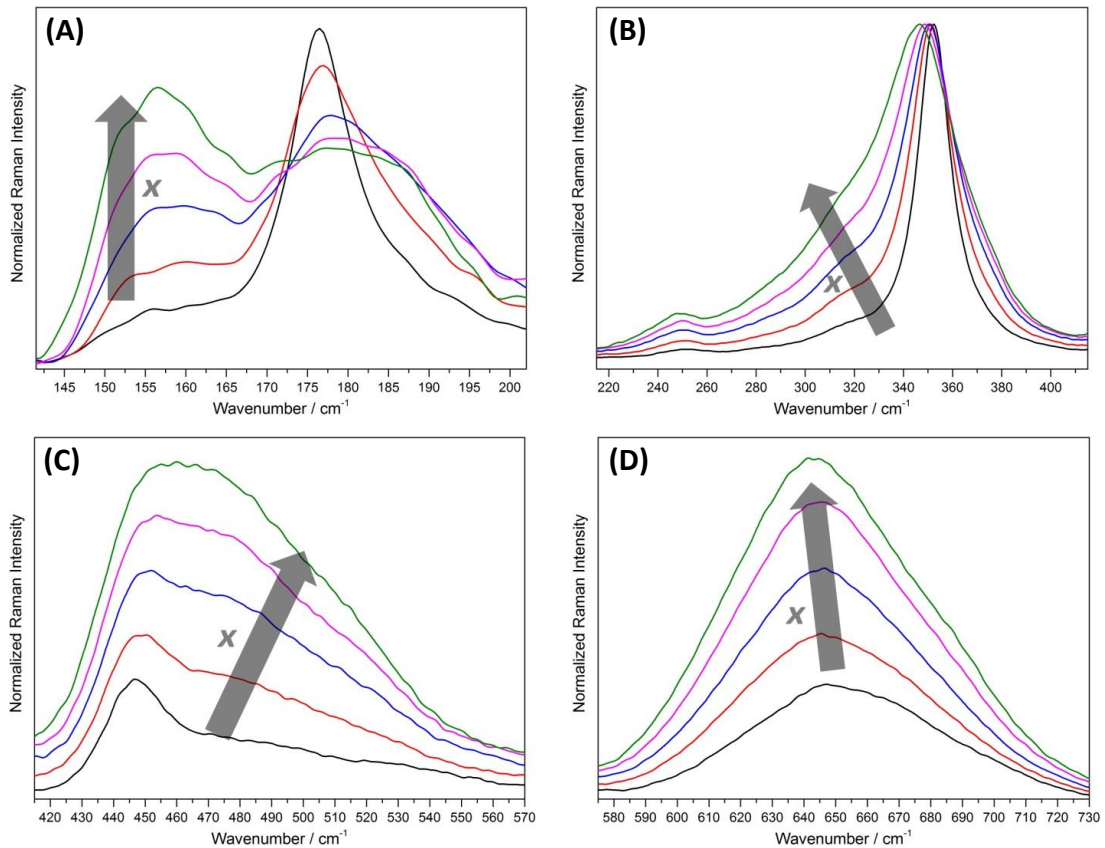 (A)
Normalized Raman Intensity
x
145 150 155 160 165 170 175 180 185 190 195 200
Wavenumber / cm-1
(B)
Normalized Raman Intensity
x
220 240 260 280 300 320 340 360 380 400
Wavenumber / cm-1
(C)
Normalized Raman Intensity
x
420 430 440 450 460 470 480 490 500 510 520 530 540 550 560 570
Wavenumber / cm-1
(D)
Normalized Raman Intensity
x
580 590 600 610 620 630 640 650 660 670 680 690 700 710 720 730
Wavenumber / cm-1